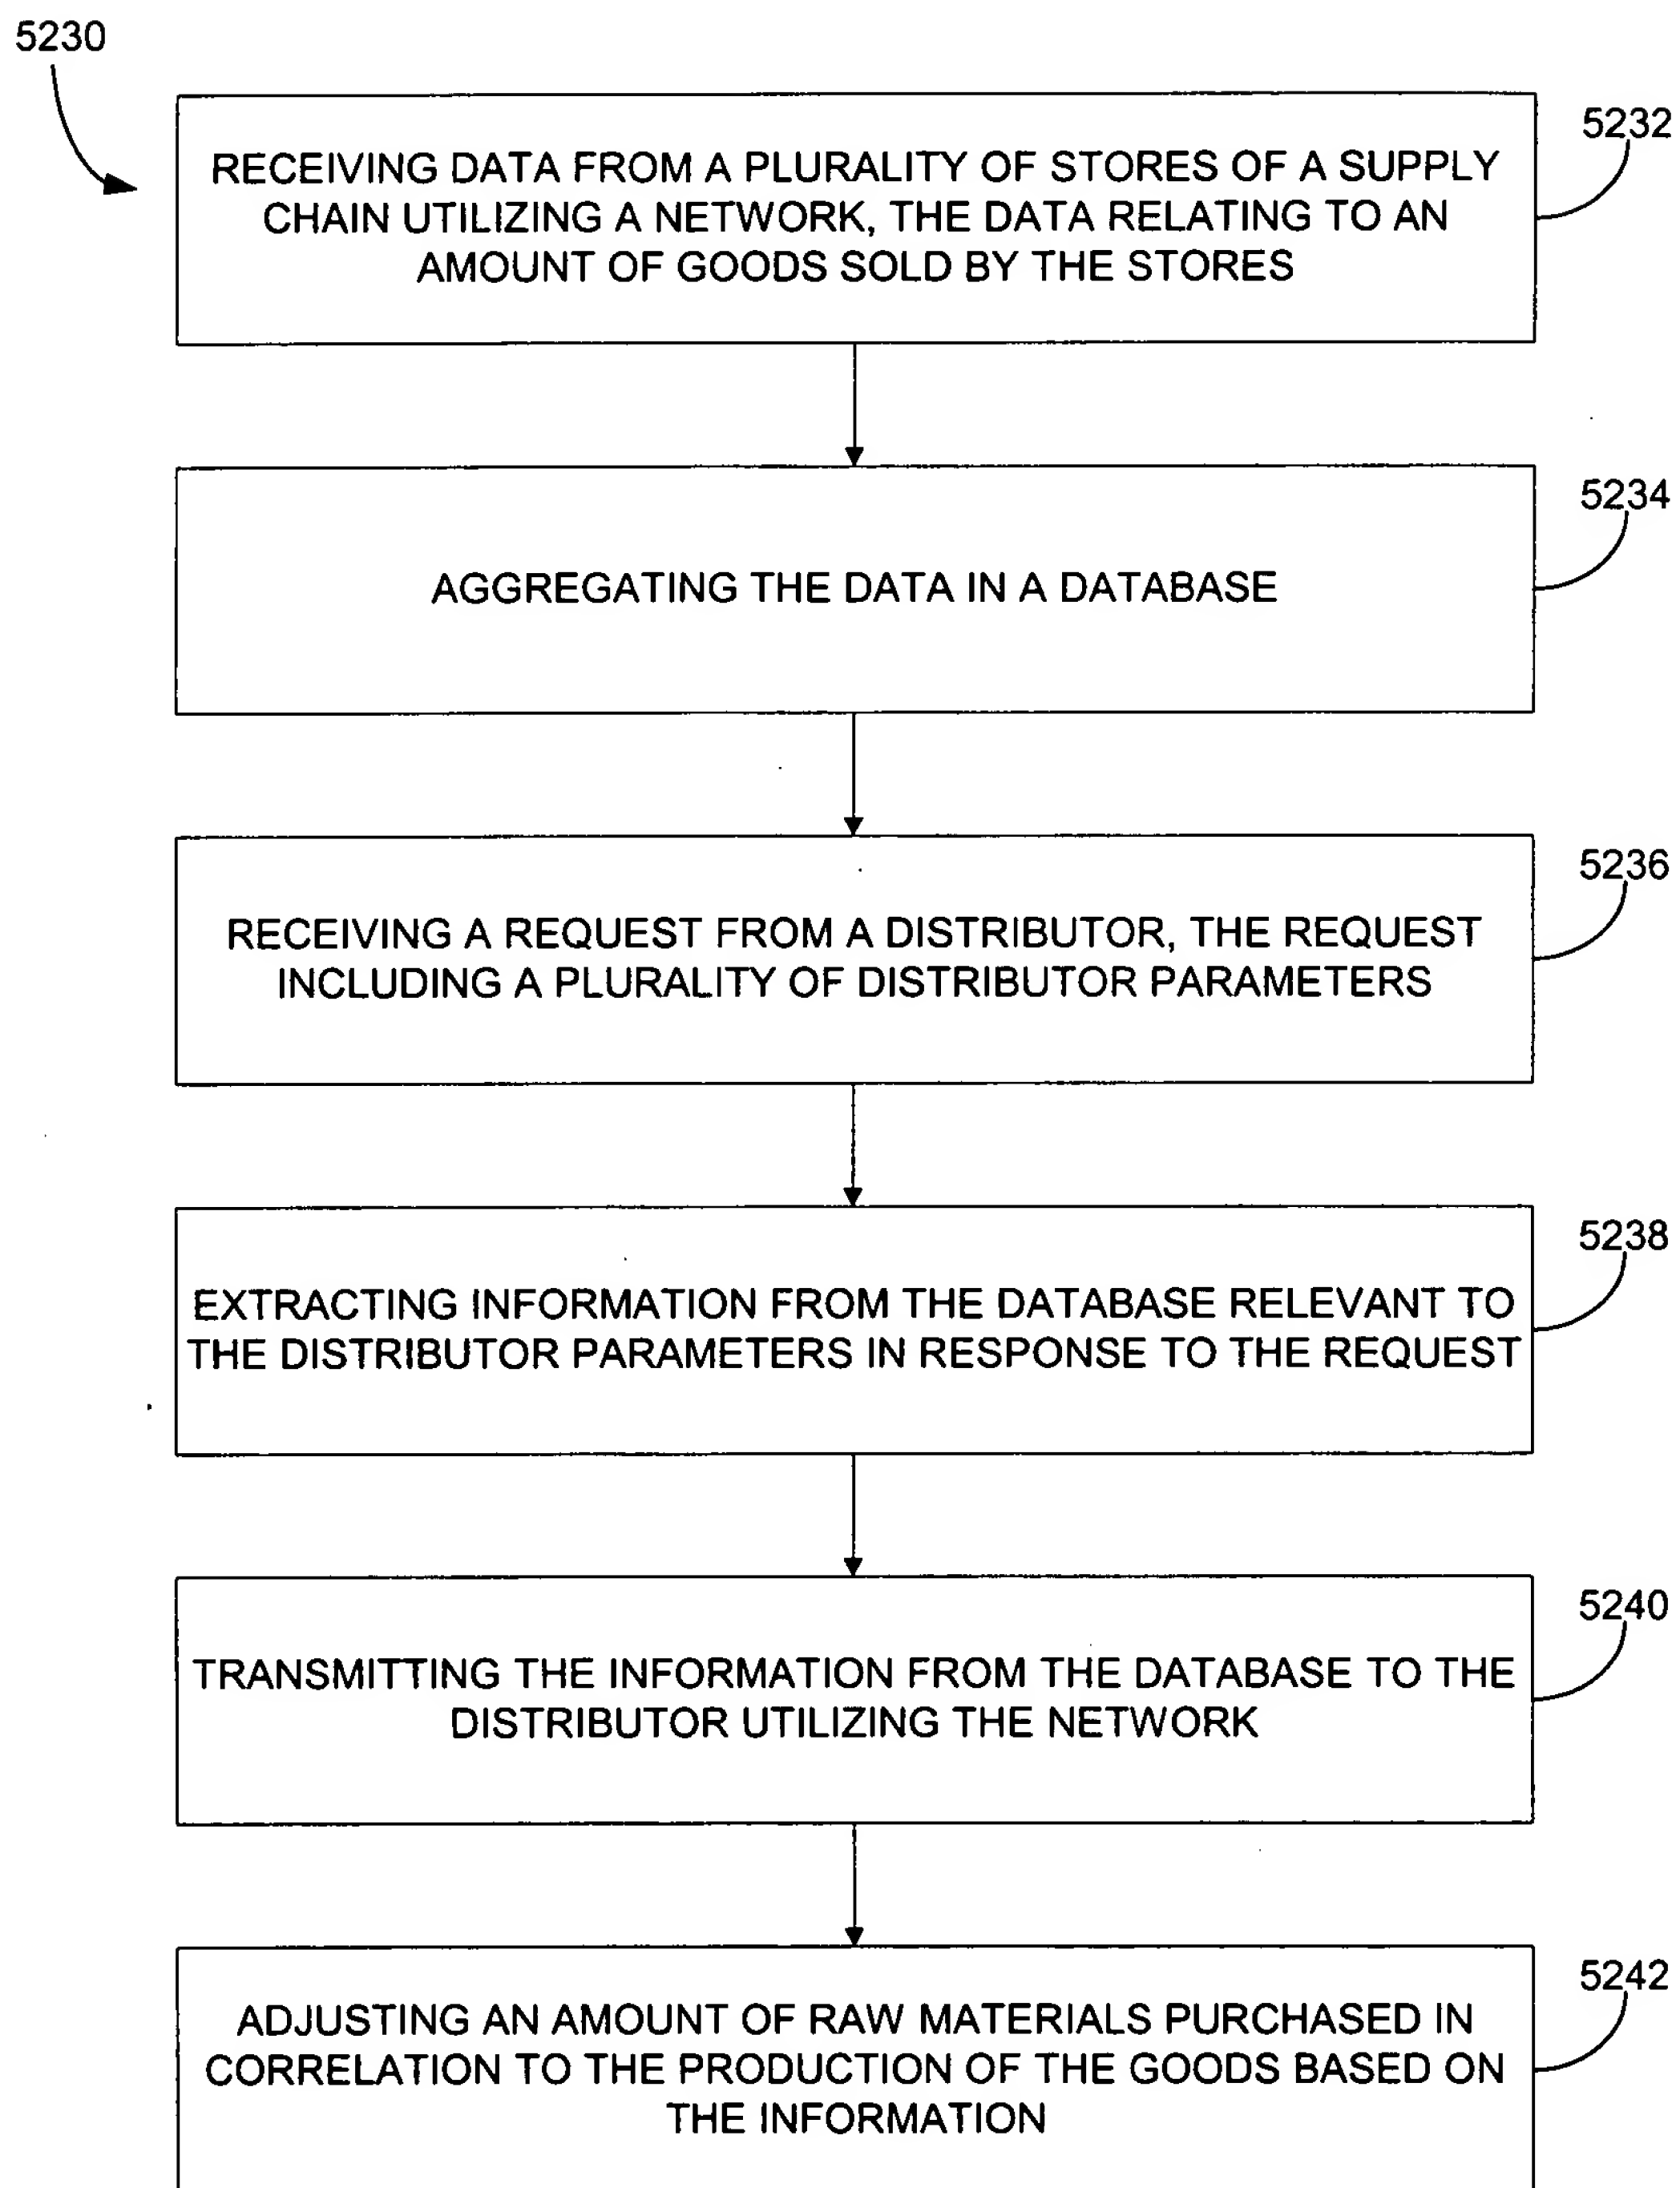 5230
5232
RECEIVING DATA FROM A PLURALITY OF STORES OF A SUPPLY
CHAIN UTILIZING A NETWORK, THE DATA RELATING TO AN
AMOUNT OF GOODS SOLD BY THE STORES
5234
AGGREGATING THE DATA IN A DATABASE
5236
RECEIVING A REQUEST FROM A DISTRIBUTOR, THE REQUEST
INCLUDING A PLURALITY OF DISTRIBUTOR PARAMETERS
5238
EXTRACTING INFORMATION FROM THE DATABASE RELEVANT TO
THE DISTRIBUTOR PARAMETERS IN RESPONSE TO THE REQUEST
5240
TRANSMITTING THE INFORMATION FROM THE DATABASE TO THE
DISTRIBUTOR UTILIZING THE NETWORK
5242
ADJUSTING AN AMOUNT OF RAW MATERIALS PURCHASED IN
CORRELATION TO THE PRODUCTION OF THE GOODS BASED ON
THE INFORMATION